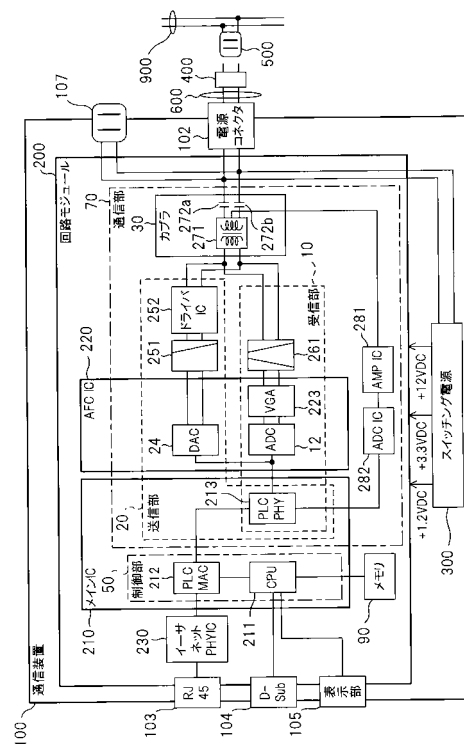 900
500
400
600
107
電源
コネクタ
102
200
回路モジュール
70
通信部
30
カプラ
272a
271
272b
10
受信部
252
ドライバ
IC
251
261
281
AMP IC
220
AFC IC
VGA
223
24
DAC
ADC
12
ADC IC
282
+12VDC
+3.3VDC
+1.2VDC
スイッチング電源
300
20
送信部
213
PLC
PHY
メインIC
50
制御部
212
PLC
MAC
CPU
211
210
メモリ
90
230
イーサ
ネット
PHYIC
通信装置
100
RJ
45
103
D-
Sub
104
表示
部
105